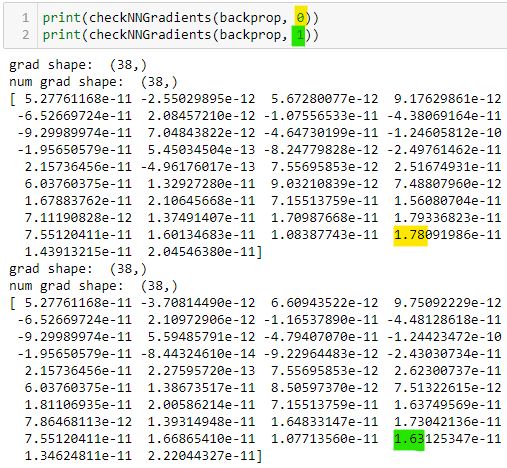 1 print(checkNNGradients(backprop, 0))
2 print(checkNNGradients(backprop, 1))
grad shape:  (38,)
num grad shape:  (38,)
[ 5.27761168e-11 -2.55029895e-12  5.67280077e-12  9.17629861e-12
 -6.52669724e-11  2.08457210e-12 -1.07556533e-11 -4.38069164e-11
 -9.29989974e-11  7.04843822e-12 -4.64730199e-11 -1.24605812e-10
 -1.95650579e-11  5.45034504e-13 -8.24779828e-12 -2.49761462e-11
  2.15736456e-11 -4.96176017e-13  7.55695853e-12  2.51674931e-11
  6.03760375e-11  1.32927280e-11  9.03210839e-12  7.48807960e-12
  1.67883762e-11  2.10645668e-11  7.15513759e-11  1.56080704e-11
  7.11190828e-12  1.37491407e-11  1.70987668e-11  1.79336823e-11
  7.55120411e-11  1.60134683e-11  1.08387743e-11  1.78091986e-11
  1.43913215e-11  2.04546380e-11]
grad shape:  (38,)
num grad shape:  (38,)
[ 5.27761168e-11 -3.70814490e-12  6.60943522e-12  9.75092229e-12
 -6.52669724e-11  2.10972906e-12 -1.16537890e-11 -4.48128618e-11
 -9.29989974e-11  5.59485791e-12 -4.79407070e-11 -1.24423472e-10
 -1.95650579e-11 -8.44324610e-14 -9.22964483e-12 -2.43030734e-11
  2.15736456e-11  2.27595720e-13  7.55695853e-12  2.62300737e-11
  6.03760375e-11  1.38673517e-11  8.50597370e-12  7.51322615e-12
  1.81106935e-11  2.00586214e-11  7.15513759e-11  1.63749569e-11
  7.86468113e-12  1.39314948e-11  1.64833147e-11  1.73042136e-11
  7.55120411e-11  1.66865410e-11  1.07713560e-11  1.63125347e-11
  1.34624811e-11  2.22044327e-11]